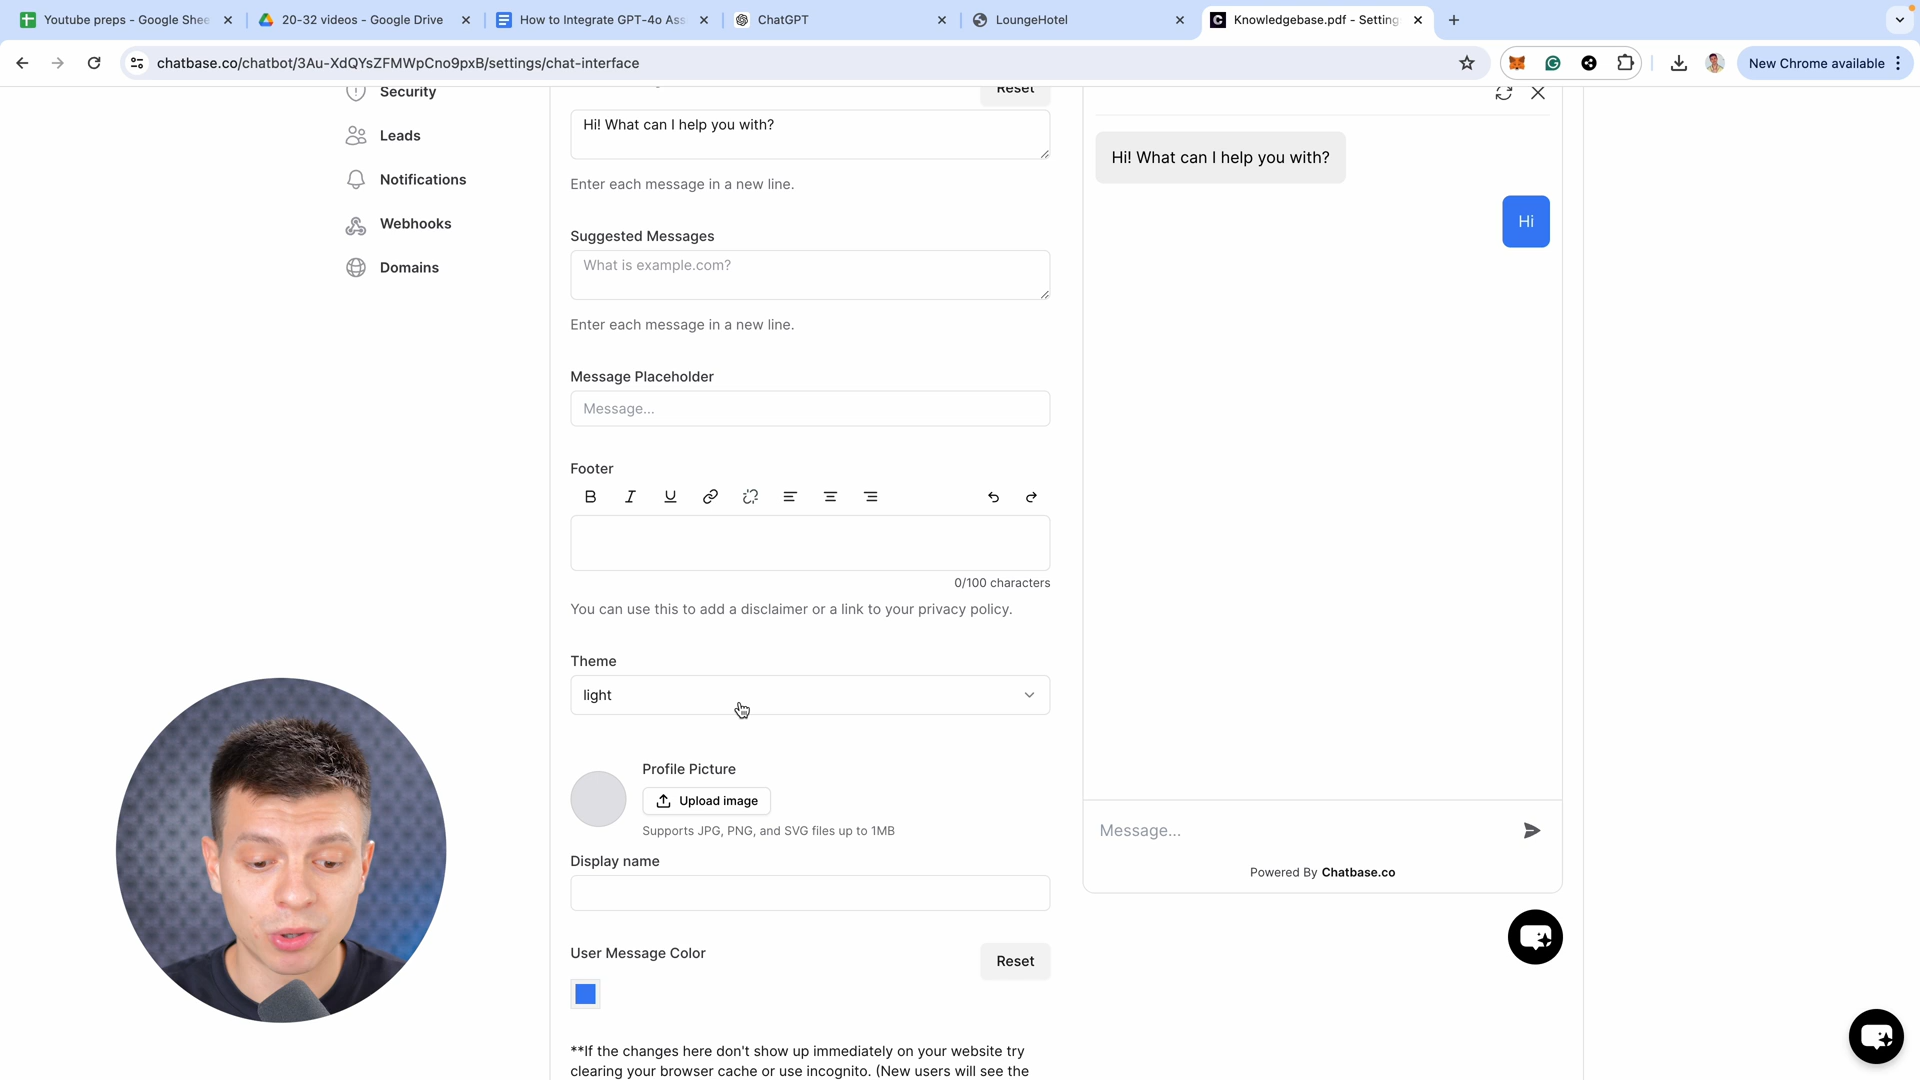 Youtube preps - Google Shee
20-32 videos - Google Drive
How to Integrate GPT-4o Ass
ChatGPT
LoungeHotel
Knowledgebase.pdf - Setting
chatbase.co/chatbot/3Au-XdQYsZFMWpCno9pxB/settings/chat-interface
New Chrome available
Security
Leads
Notifications
Webhooks
Domains
Reset
Hi! What can I help you with?
Enter each message in a new line.
Suggested Messages
What is example.com?
Enter each message in a new line.
Message Placeholder
Message...
Footer
B I U
0/100 characters
You can use this to add a disclaimer or a link to your privacy policy.
Theme
light
Profile Picture
Upload image
Supports JPG, PNG, and SVG files up to 1MB
Display name
User Message Color
Reset
**If the changes here don't show up immediately on your website try
clearing your browser cache or use incognito. (New users will see the
Hi! What can I help you with?
Hi
Message...
Powered By Chatbase.co